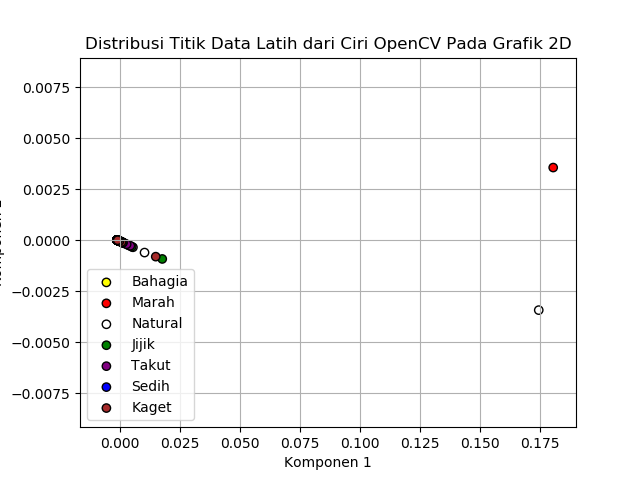 Distribusi Titik Data Latih dari Ciri OpenCV Pada Grafik 2D
0.0075
0.0050
0.0025
0.0000
−0.0025
−0.0050
−0.0075
Bahagia
Marah
Natural
Jijik
Takut
Sedih
Kaget
0.000 0.025 0.050 0.075 0.100 0.125 0.150 0.175
Komponen 1